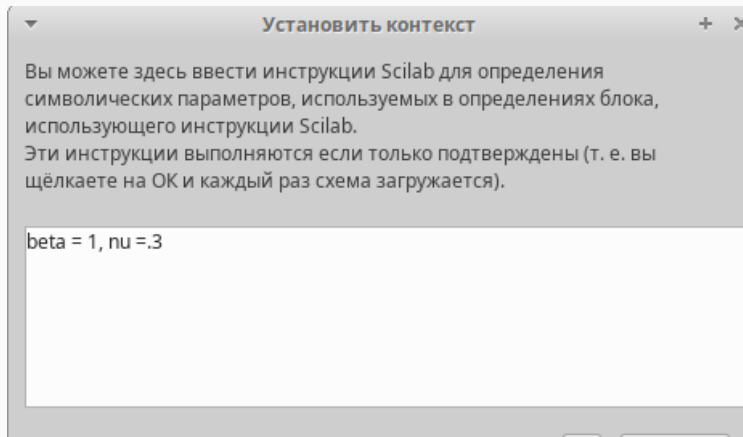 Установить контекст
Вы можете здесь ввести инструкции Scilab для определения
символических параметров, используемых в определениях блока,
использующего инструкции Scilab.
Эти инструкции выполняются если только подтверждены (т. е. вы
щёлкаете на ОК и каждый раз схема загружается).
beta = 1, nu =.3